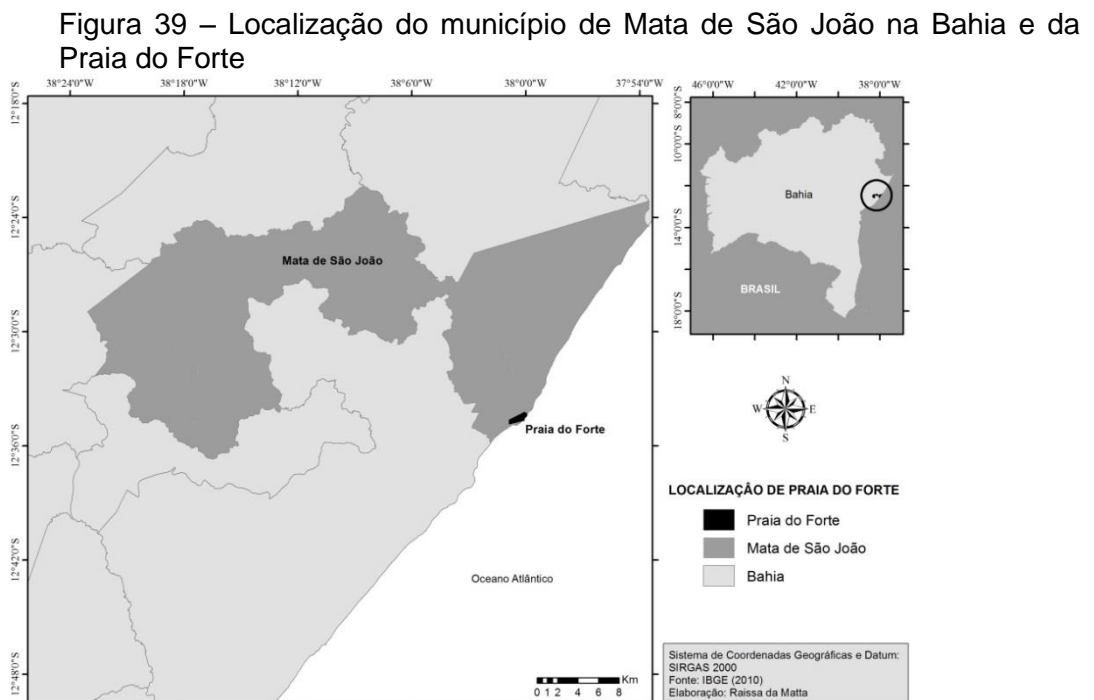 Figura 39 – Localização do município de Mata de São João na Bahia e da
Praia do Forte
38°24'0"W 38°18'0"W 38°12'0"W 38°6'0"W 38°0'0"W 37°54'0"W
12°18'0"S
12°24'0"S
12°30'0"S
12°36'0"S
12°42'0"S
12°48'0"S
Mata de São João
Praia do Forte
Oceano Atlântico
0 1 2 4 6 8 Km
46°0'0"W 42°0'0"W 38°0'0"W
8°0'0"S
10°0'0"S
14°0'0"S
18°0'0"S
Bahia
BRASIL
N
W E
S
LOCALIZAÇÃO DE PRAIA DO FORTE
Praia do Forte
Mata de São João
Bahia
Sistema de Coordenadas Geográficas e Datum:
SIRGAS 2000
Fonte: IBGE (2010)
Elaboração: Raissa da Matta